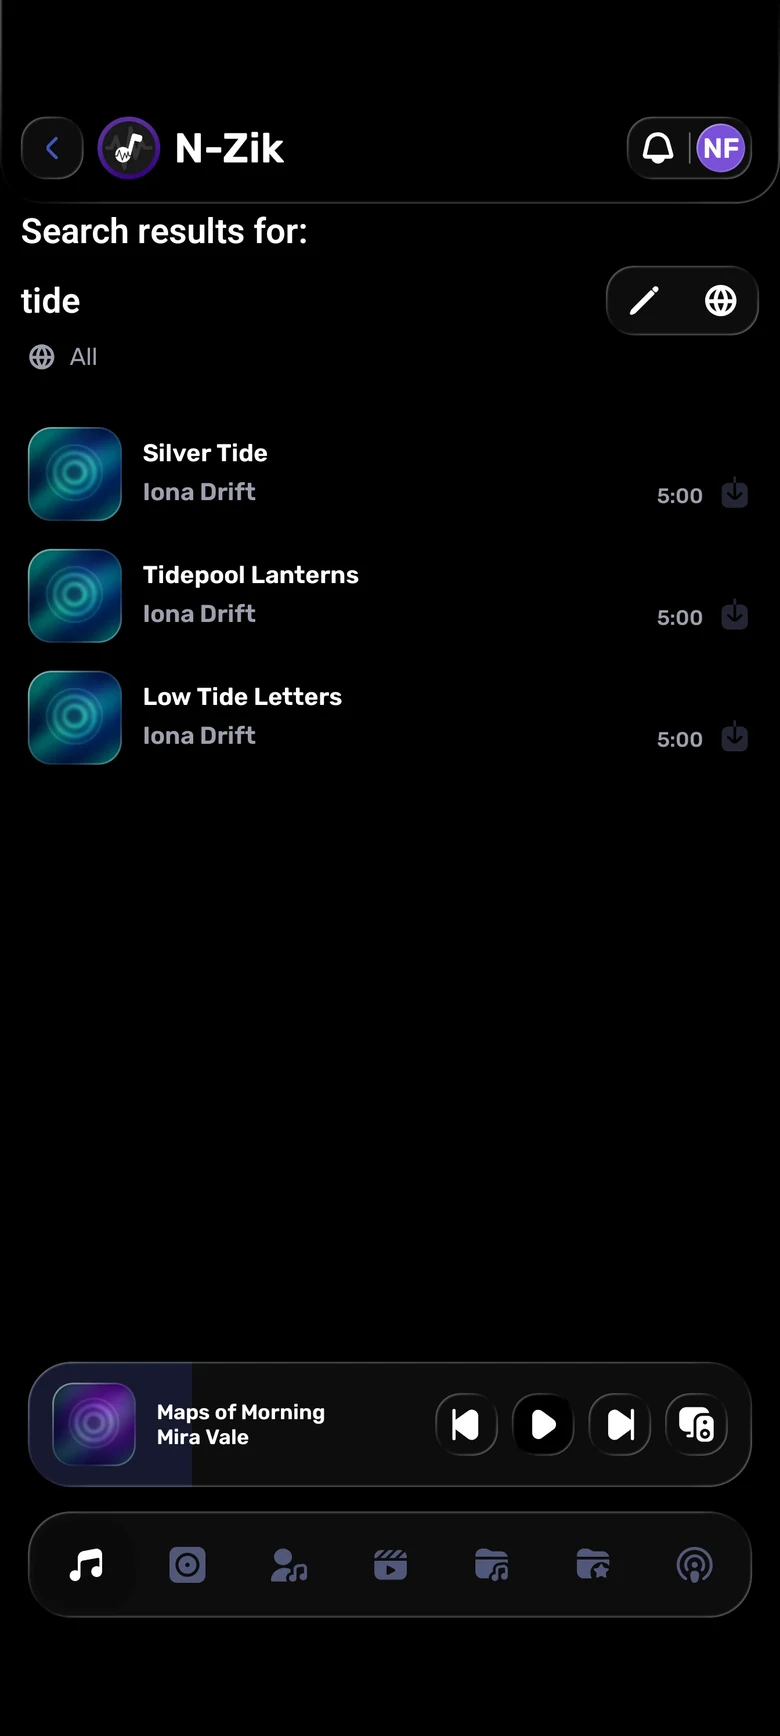 N-Zik
NF
Search results for:
tide
All
Silver Tide
Iona Drift
5:00
Tidepool Lanterns
Iona Drift
5:00
Low Tide Letters
Iona Drift
5:00
Maps of Morning
Mira Vale